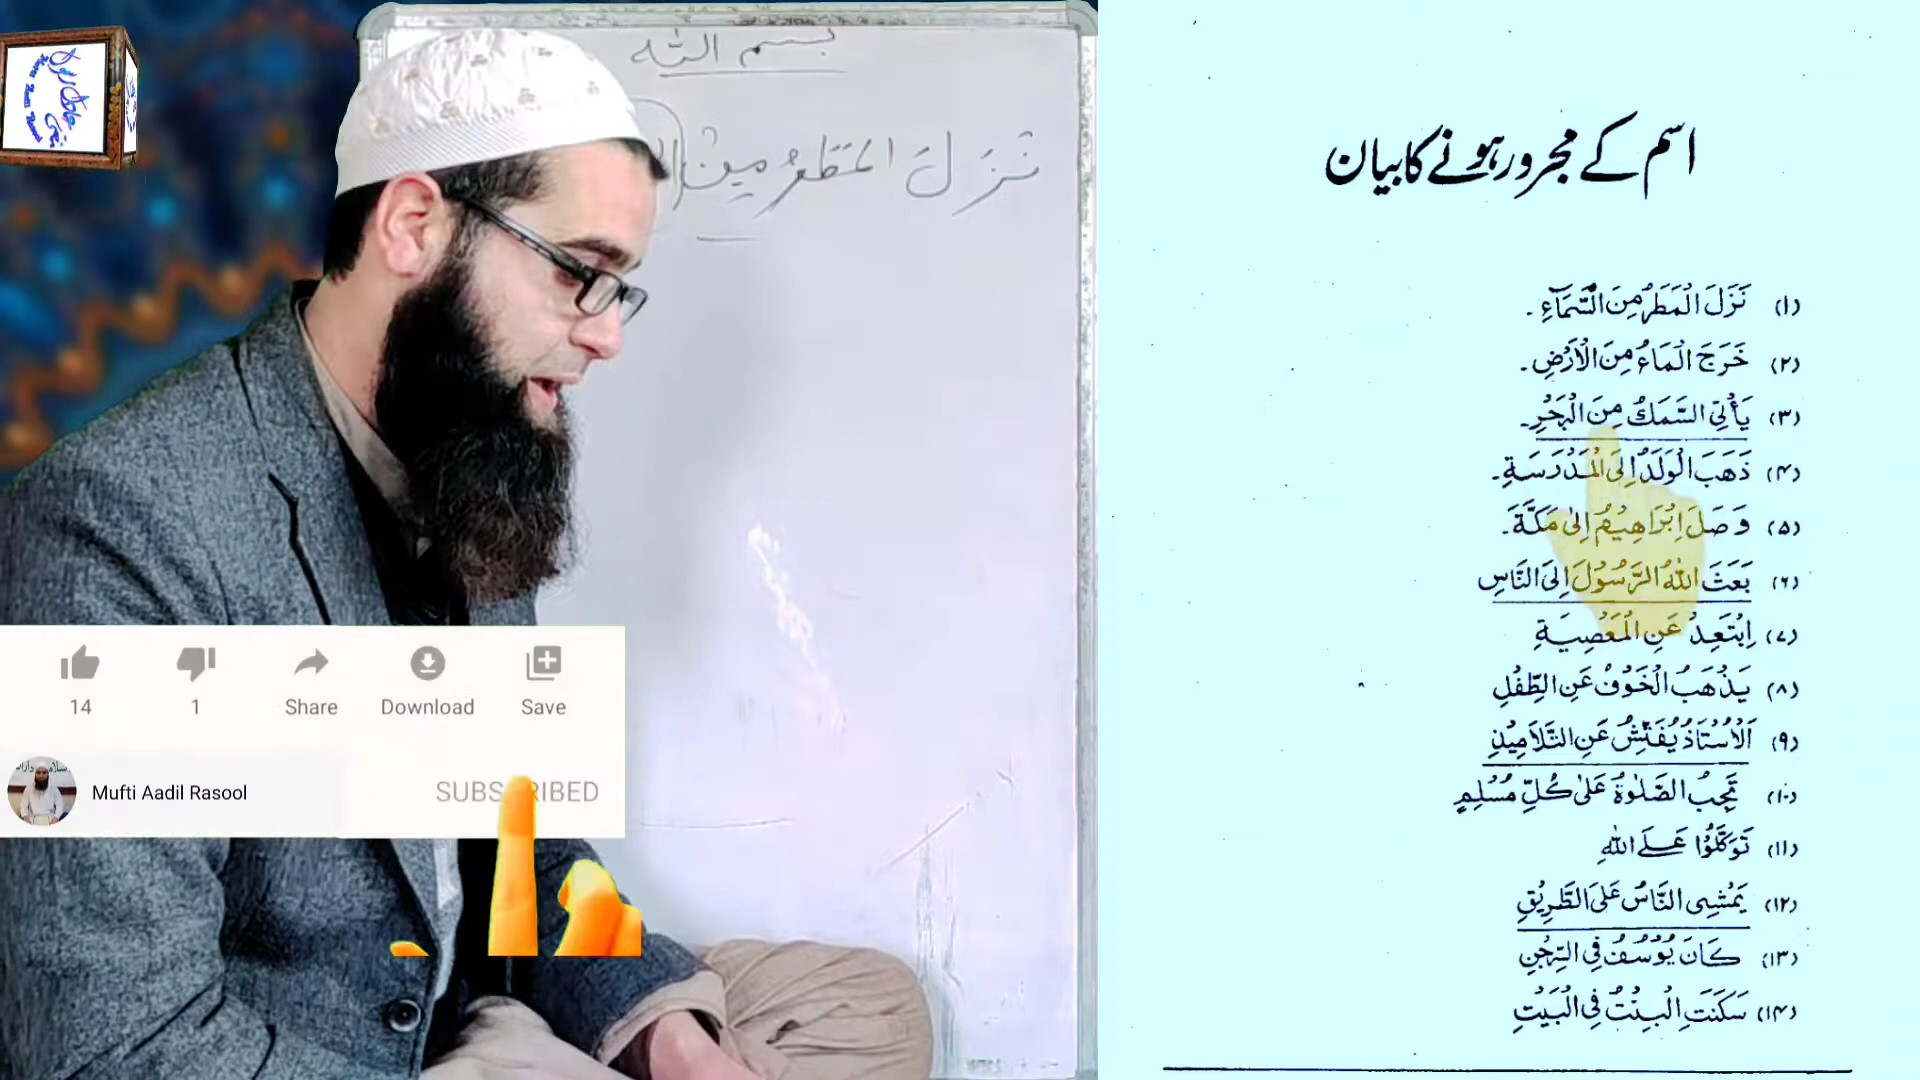 بسم اللہ
نَزَلَ المَطَرُ مِنَ
14
1
Share
Download
Save
Mufti Aadil Rasool
SUBSCRIBED
اسم کے مجرور ہونے کا بیان
(۱) نَزَلَ الْمَطَرُ مِنَ السَّمَآءِ ۔
(۲) خَرَجَ الْمَاءُ مِنَ الْاَرْضِ ۔
(۳) يَأْتِي السَّمَكُ مِنَ الْبَحْرِ ۔
(۴) ذَهَبَ الْوَلَدُ اِلَى الْمَدْرَسَةِ ۔
(۵) وَصَلَ اِبْرَاهِيْمُ اِلٰى مَكَّةَ ۔
(۶) بَعَثَ اللّٰهُ الرَّسُوْلَ اِلَى النَّاسِ
(۷) اِبْتَعِدْ عَنِ الْمَعْصِيَةِ
(۸) يَذْهَبُ الْخَوْفُ عَنِ الطِّفْلِ
(۹) اَلْاُسْتَاذُ يُفَتِّشُ عَنِ التَّلَامِيْذِ
(۱۰) تَجِبُ الصَّلٰوةُ عَلٰى كُلِّ مُسْلِمٍ
(۱۱) تَوَكَّلُوْا عَلَى اللّٰهِ
(۱۲) يَمْشِى النَّاسُ عَلَى الطَّرِيْقِ
(۱۳) كَانَ يُوْسُفُ فِي السِّجْنِ
(۱۴) سَكَنَتِ الْبِنْتُ فِي الْبَيْتِ